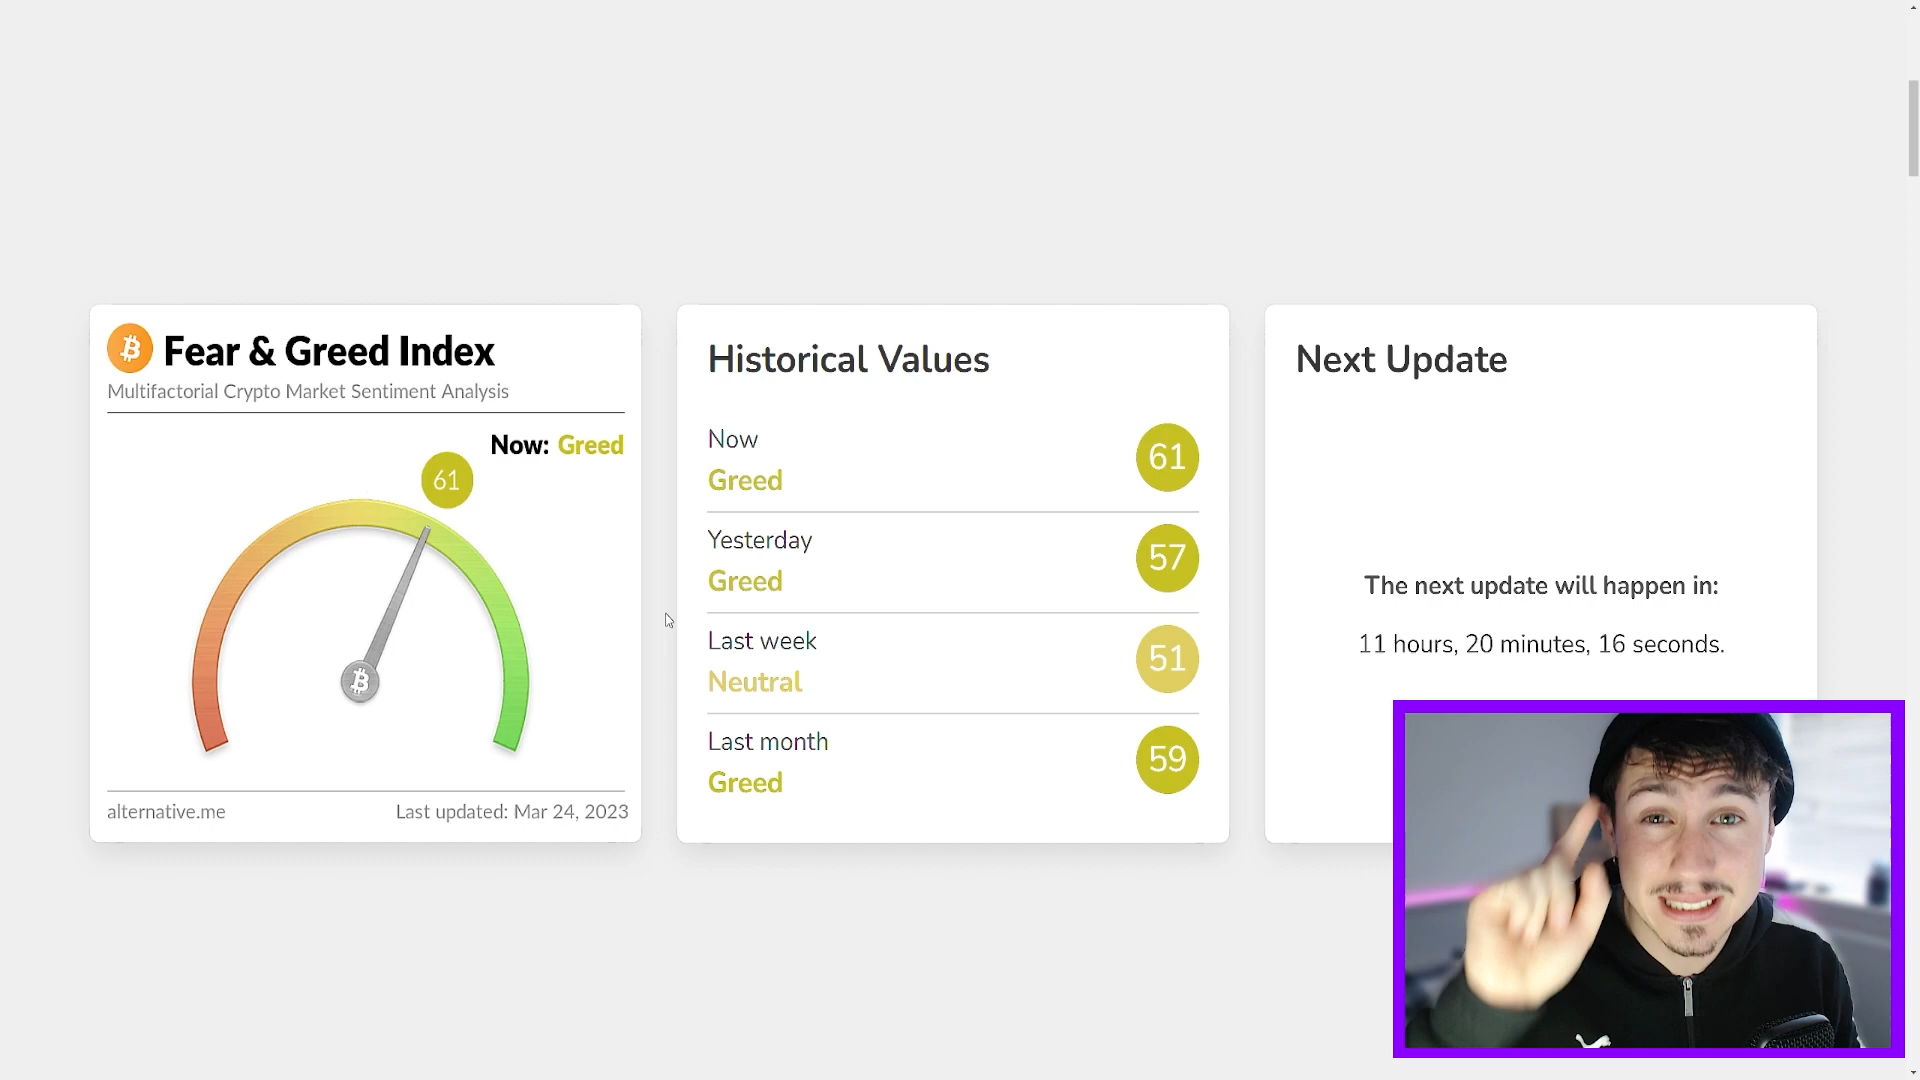 Fear & Greed Index
Multifactorial Crypto Market Sentiment Analysis
Now: Greed
61
alternative.me
Last updated: Mar 24, 2023
Historical Values
Now
Greed
61
Yesterday
Greed
57
Last week
Neutral
51
Last month
Greed
59
Next Update
The next update will happen in:
11 hours, 20 minutes, 16 seconds.